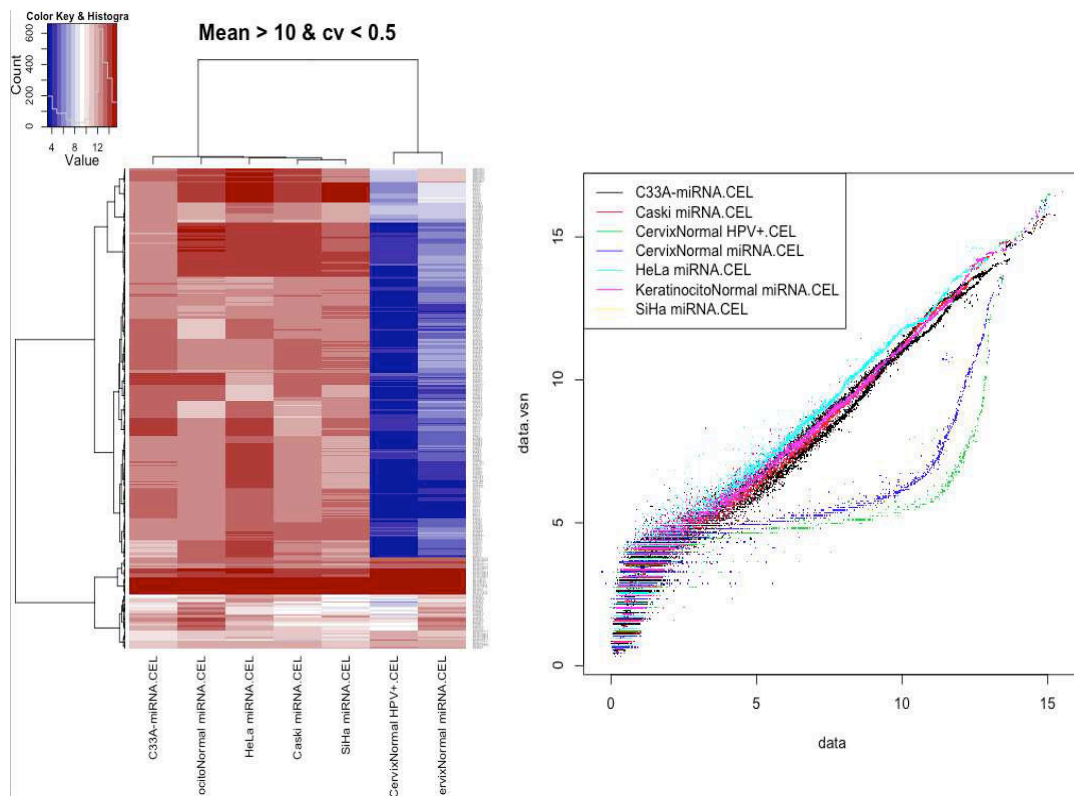 Color Key & Histogra
Mean > 10 & cv < 0.5
Count
0 200 400 600
4 8 12
Value
C33A-miRNA.CEL
ocitoNormal miRNA.CEL
HeLa miRNA.CEL
Caski miRNA.CEL
SiHa miRNA.CEL
CervixNormal HPV+.CEL
ervixNormal miRNA.CEL
C33A-miRNA.CEL
Caski miRNA.CEL
CervixNormal HPV+.CEL
CervixNormal miRNA.CEL
HeLa miRNA.CEL
KeratinocitoNormal miRNA.CEL
SiHa miRNA.CEL
data.vsn
15
10
5
0
0 5 10 15
data